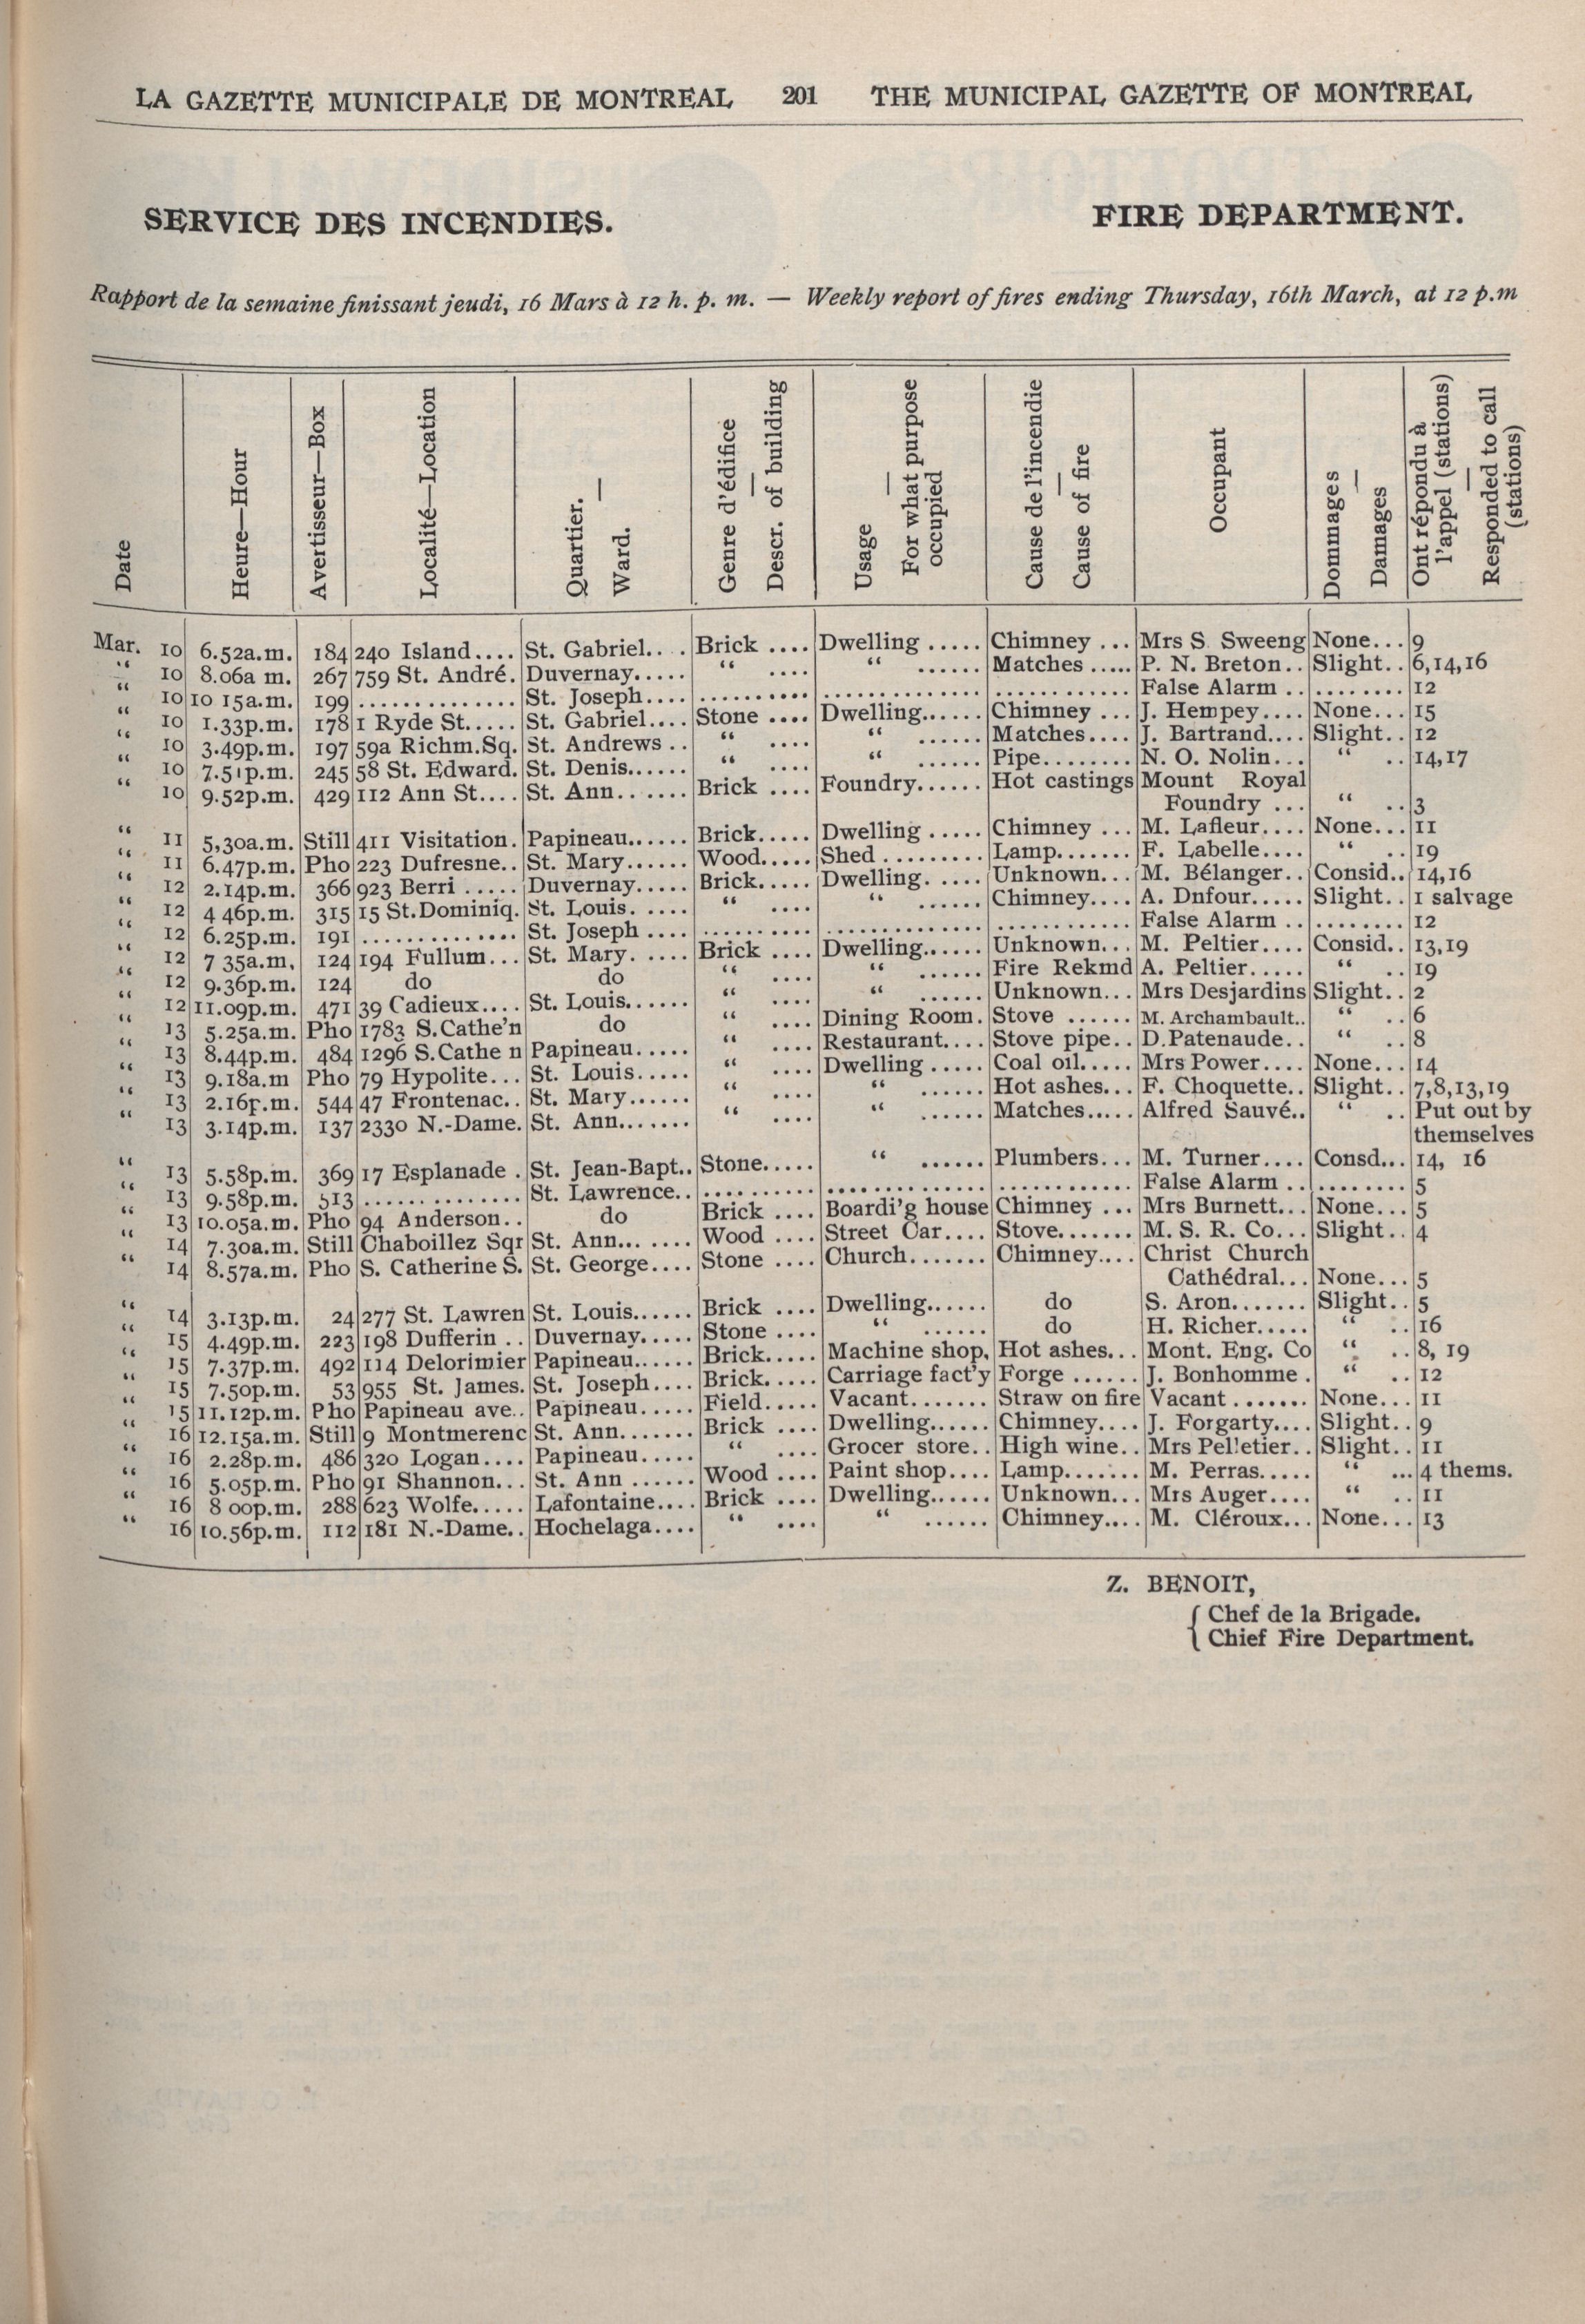 LA GAZETTE MUNICIPALE DE MONTREAL 201 THE MUNICIPAL GAZETTE OF MONTREAL
SERVICE DES INCENDIES. FIRE DEPARTMENT.
Rapport de la semaine finissant jeudi, 16 Mars à 12 h. p. m. — Weekly report of fires ending Thursday, 16th March, at 12 p.m
Date
Heure—Hour
Avertisseur—Box
Localité—Location
Quartier. —
Ward.
Genre d'édifice —
Descr. of building
Usage —
For what purpose
occupied
Cause de l'incendie —
Cause of fire
Occupant
Dommages —
Damages
Ont répondu à
l'appel (stations) —
Responded to call
(stations)
Mar. 10 6.52a.m. 184 240 Island.... St. Gabriel.. . Brick .... Dwelling ..... Chimney ... Mrs S. Sweeng None... 9
“ 10 8.06a m. 267 759 St. André. Duvernay..... “ .... “ ...... Matches ..... P. N. Breton.. Slight.. 6,14,16
“ 10 10 15a.m. 199 .............. St. Joseph.... .......... .............. ............ False Alarm .. ........ 12
“ 10 1.33p.m. 178 1 Ryde St..... St. Gabriel.... Stone .... Dwelling...... Chimney ... J. Hempey.... None... 15
“ 10 3.49p.m. 197 59a Richm.Sq. St. Andrews .. “ .... “ ...... Matches.... J. Bartrand.... Slight.. 12
“ 10 7.51p.m. 245 58 St. Edward. St. Denis...... “ .... “ ...... Pipe........ N. O. Nolin... “ .. 14,17
“ 10 9.52p.m. 429 112 Ann St.... St. Ann.. ..... Brick .... Foundry...... Hot castings Mount Royal
Foundry ... “ .. 3
“ 11 5,30a.m. Still 411 Visitation. Papineau...... Brick..... Dwelling ..... Chimney ... M. Lafleur.... None... 11
“ 11 6.47p.m. Pho 223 Dufresne.. St. Mary...... Wood..... Shed ......... Lamp....... F. Labelle.... “ .. 19
“ 12 2.14p.m. 366 923 Berri ..... Duvernay..... Brick..... Dwelling. .... Unknown... M. Bélanger.. Consid.. 14,16
“ 12 4 46p.m. 315 15 St.Dominiq. St. Louis. .... “ .... “ ...... Chimney.... A. Dnfour..... Slight.. 1 salvage
“ 12 6.25p.m. 191 .............. St. Joseph .... .......... .............. ............ False Alarm .. ........ 12
“ 12 7 35a.m, 124 194 Fullum... St. Mary. .... Brick .... Dwelling...... Unknown... M. Peltier.... Consid.. 13,19
“ 12 9.36p.m. 124 do do “ .... “ ...... Fire Rekmd A. Peltier..... “ .. 19
“ 12 11.09p.m. 471 39 Cadieux.... St. Louis...... “ .... “ ...... Unknown... Mrs Desjardins Slight.. 2
“ 13 5.25a.m. Pho 1783 S.Cathe'n do “ .... Dining Room. Stove ...... M. Archambault.. “ .. 6
“ 13 8.44p.m. 484 1296 S.Cathe n Papineau..... “ .... Restaurant.... Stove pipe.. D.Patenaude.. “ .. 8
“ 13 9.18a.m Pho 79 Hypolite... St. Louis..... “ .... Dwelling ..... Coal oil..... Mrs Power.... None... 14
“ 13 2.16p.m. 544 47 Frontenac.. St. Mary...... “ .... “ ...... Hot ashes... F. Choquette.. Slight.. 7,8,13,19
“ 13 3.14p.m. 137 2330 N.-Dame. St. Ann....... “ .... “ ...... Matches..... Alfred Sauvé.. “ .. Put out by
themselves
“ 13 5.58p.m. 369 17 Esplanade . St. Jean-Bapt.. Stone..... “ ...... Plumbers... M. Turner.... Consd... 14, 16
“ 13 9.58p.m. 513 .............. St. Lawrence.. .......... .............. ............ False Alarm .. ........ 5
“ 13 10.05a.m. Pho 94 Anderson.. do Brick .... Boardi'g house Chimney ... Mrs Burnett... None... 5
“ 14 7.30a.m. Still Chaboillez Sqr St. Ann... .... Wood .... Street Car.... Stove....... M. S. R. Co... Slight.. 4
“ 14 8.57a.m. Pho S. Catherine S. St. George.... Stone .... Church....... Chimney.... Christ Church
Cathédral... None... 5
“ 14 3.13p.m. 24 277 St. Lawren St. Louis...... Brick .... Dwelling...... do S. Aron....... Slight.. 5
“ 15 4.49p.m. 223 198 Dufferin .. Duvernay..... Stone .... “ ...... do H. Richer..... “ .. 16
“ 15 7.37p.m. 492 114 Delorimier Papineau...... Brick..... Machine shop, Hot ashes... Mont. Eng. Co “ .. 8, 19
“ 15 7.50p.m. 53 955 St. James. St. Joseph.... Brick..... Carriage fact'y Forge ...... J. Bonhomme . “ .. 12
“ 15 11.12p.m. Pho Papineau ave.. Papineau..... Field..... Vacant....... Straw on fire Vacant ....... None... 11
“ 16 12.15a.m. Still 9 Montmerenc St. Ann....... Brick .... Dwelling...... Chimney.... J. Forgarty.... Slight.. 9
“ 16 2.28p.m. 486 320 Logan.... Papineau..... “ .... Grocer store.. High wine.. Mrs Pelletier.. Slight.. 11
“ 16 5.05p.m. Pho 91 Shannon... St. Ann ...... Wood .... Paint shop.... Lamp....... M. Perras..... “ ... 4 thems.
“ 16 8 00p.m. 288 623 Wolfe..... Lafontaine.... Brick .... Dwelling...... Unknown... Mrs Auger.... “ .. 11
“ 16 10.56p.m. 112 181 N.-Dame.. Hochelaga.... “ .... “ ...... Chimney.... M. Cléroux... None... 13
Z. BENOIT,
Chef de la Brigade.
Chief Fire Department.